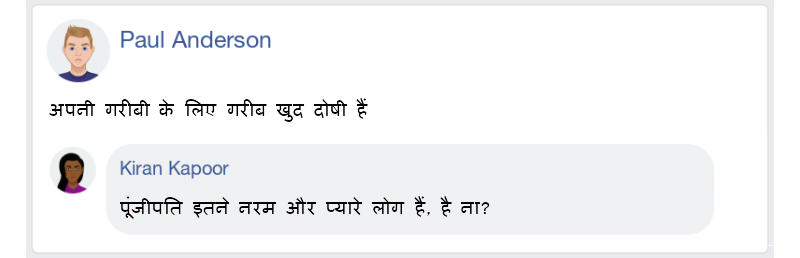 Paul Anderson
अपनी गरीबी के लिए गरीब खुद दोषी हैं
Kiran Kapoor
पूंजीपति इतने नरम और प्यारे लोग हैं, है ना?